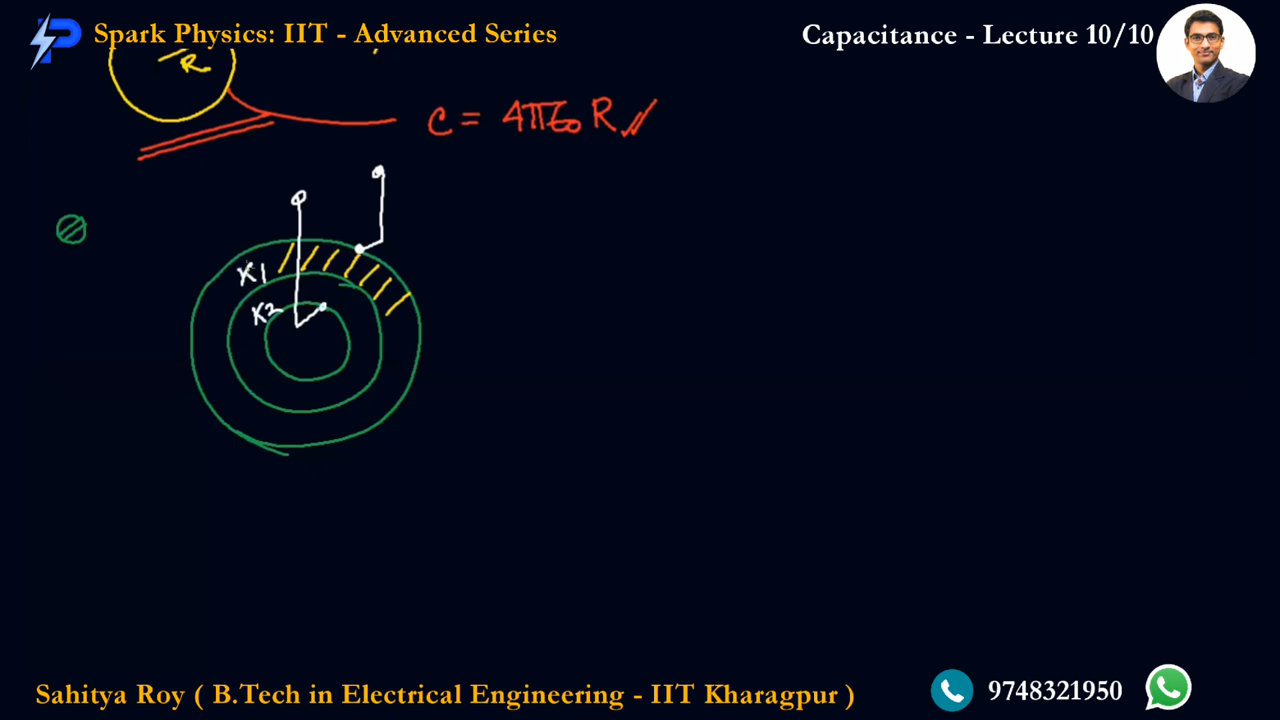 Spark Physics: IIT - Advanced Series
Capacitance - Lecture 10/10
R
C = 4πε₀ R
K1
K2
Sahitya Roy ( B.Tech in Electrical Engineering - IIT Kharagpur )
9748321950